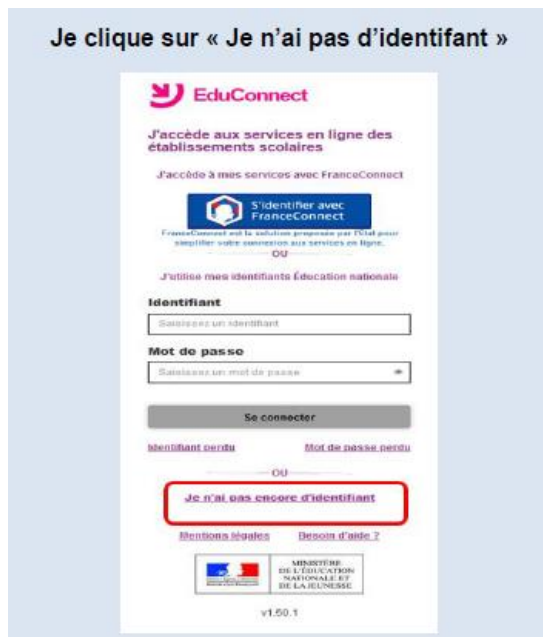 Je clique sur « Je n'ai pas d'identifant »
EduConnect
J'accède aux services en ligne des
établissements scolaires
J'accède à mes services avec FranceConnect
S'identifier avec
FranceConnect
FranceConnect est la solution proposée par l'État pour
simplifier votre connexion aux services en ligne.
OU
J'utilise mes identifiants Éducation nationale
Identifiant
Saisissez un identifiant
Mot de passe
Saisissez un mot de passe
Se connecter
Identifiant perdu Mot de passe perdu
OU
Je n'ai pas encore d'identifiant
Mentions légales Besoin d'aide ?
MINISTÈRE
DE L'ÉDUCATION
NATIONALE ET
DE LA JEUNESSE
v1.50.1